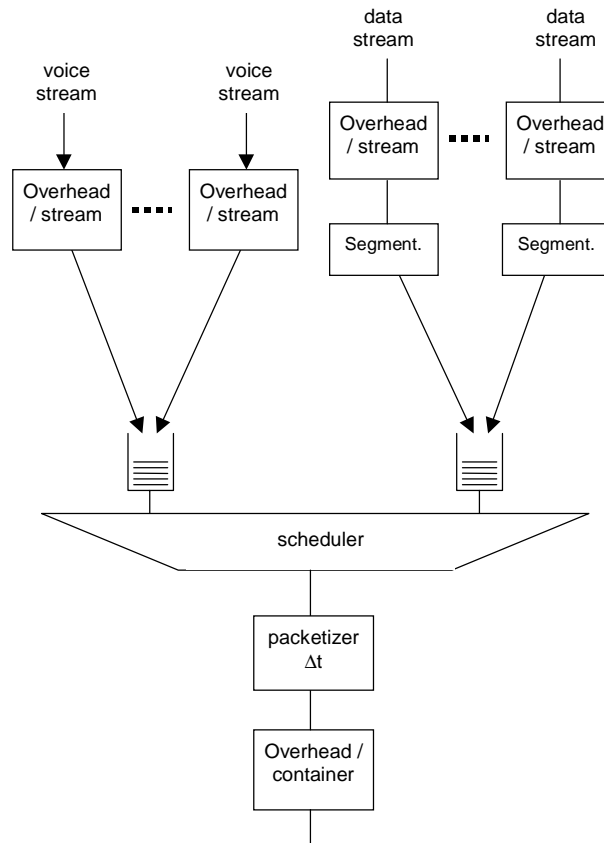 data
stream
data
stream
voice
stream
voice
stream
Overhead
/ stream
Overhead
/ stream
Overhead
/ stream
Overhead
/ stream
Segment.
Segment.
scheduler
packetizer
Δt
Overhead /
container